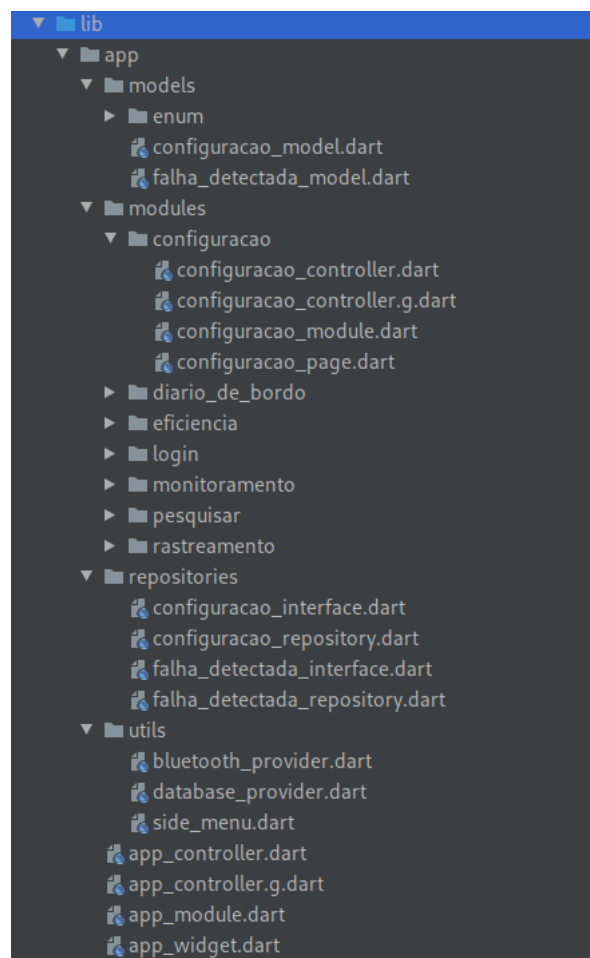 lib
app
models
enum
configuracao_model.dart
falha_detectada_model.dart
modules
configuracao
configuracao_controller.dart
configuracao_controller.g.dart
configuracao_module.dart
configuracao_page.dart
diario_de_bordo
eficiencia
login
monitoramento
pesquisar
rastreamento
repositories
configuracao_interface.dart
configuracao_repository.dart
falha_detectada_interface.dart
falha_detectada_repository.dart
utils
bluetooth_provider.dart
database_provider.dart
side_menu.dart
app_controller.dart
app_controller.g.dart
app_module.dart
app_widget.dart